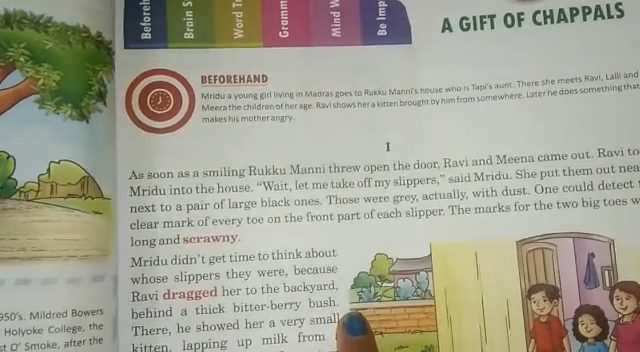 Beforeh
Brain S
Word T
Gramm
Mind W
Be Imp
A GIFT OF CHAPPALS
BEFOREHAND
Mridu a young girl living in Madras goes to Rukku Manni's house who is Tapi's aunt. There she meets Ravi, Lalli and
Meera the children of her age. Ravi shows her a kitten brought by him from somewhere. Later he does something that
makes his mother angry.
I
As soon as a smiling Rukku Manni threw open the door, Ravi and Meena came out. Ravi to
Mridu into the house. "Wait, let me take off my slippers," said Mridu. She put them out nea
next to a pair of large black ones. Those were grey, actually, with dust. One could detect
clear mark of every toe on the front part of each slipper. The marks for the two big toes w
long and scrawny.
Mridu didn't get time to think about
whose slippers they were, because
Ravi dragged her to the backyard,
behind a thick bitter-berry bush.
There, he showed her a very small
kitten, lapping up milk from
950's. Mildred Bowers
Holyoke College, the
st O' Smoke, after the